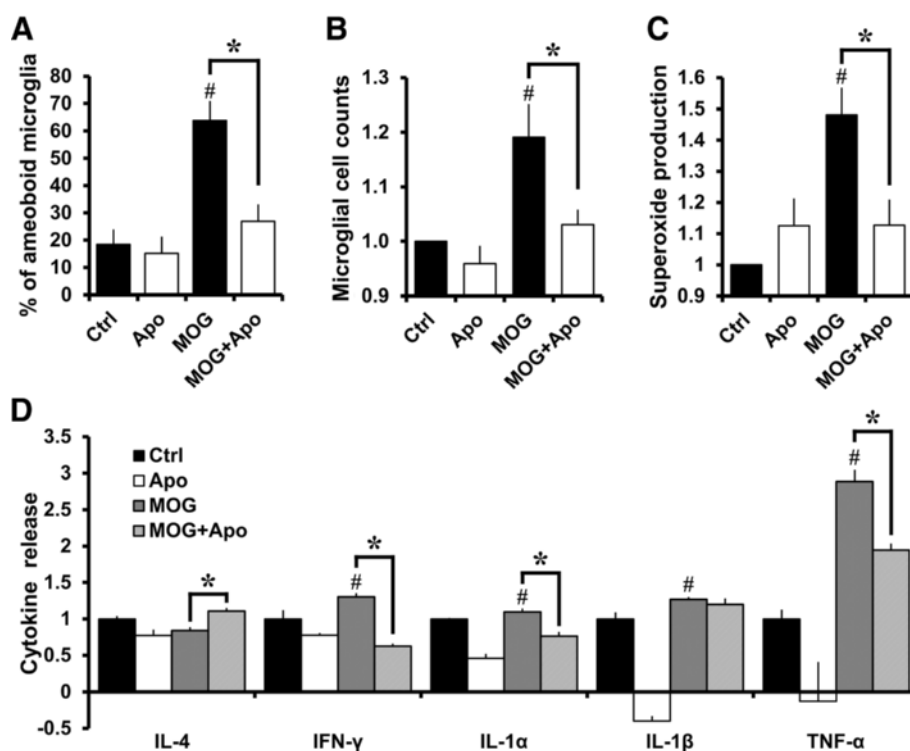 A
% of ameoboid microglia
80
70
60
50
40
30
20
10
0
#
*
Ctrl
Apo
MOG
MOG+Apo
B
Microglial cell counts
1.3
1.2
1.1
1.0
0.9
#
*
Ctrl
Apo
MOG
MOG+Apo
C
Superoxide production
1.6
1.5
1.4
1.3
1.2
1.1
1
0.9
#
*
Ctrl
Apo
MOG
MOG+Apo
D
Cytokine release
3.5
3
2.5
2
1.5
1
0.5
0
-0.5
Ctrl
Apo
MOG
MOG+Apo
*
#
*
#
*
#
#
*
IL-4
IFN-γ
IL-1α
IL-1β
TNF-α